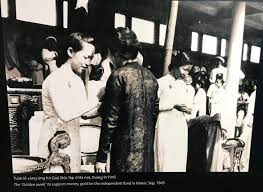 Tuần lễ vàng ủng hộ Quỹ Độc lập ở Hà Nội, tháng 9/1945
The "Golden week" to support money, gold for the independent fund in Hanoi, Sep, 1945